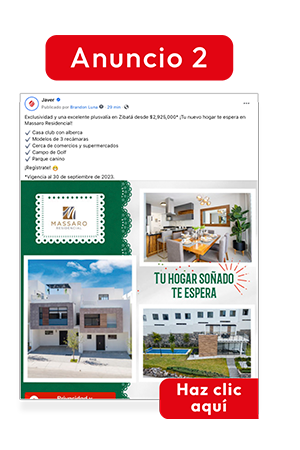 Anuncio 2
Javer
Publicado por Brandon Luna · 26 min ·
Exclusividad y una excelente plusvalía en Zibatá desde $2,926,000* ¡Tu nuevo hogar te espera en
Massaro Residencial!
✓ Casa club con alberca
✓ Modelos de 3 recámaras
✓ Cerca de comercios y supermercados
✓ Campo de Golf
✓ Parque canino
¡Regístrate!
*Vigencia al 30 de septiembre de 2023.
MASSARO
RESIDENCIAL
TU HOGAR SOÑADO
TE ESPERA
Privacidad y
Haz clic
aquí